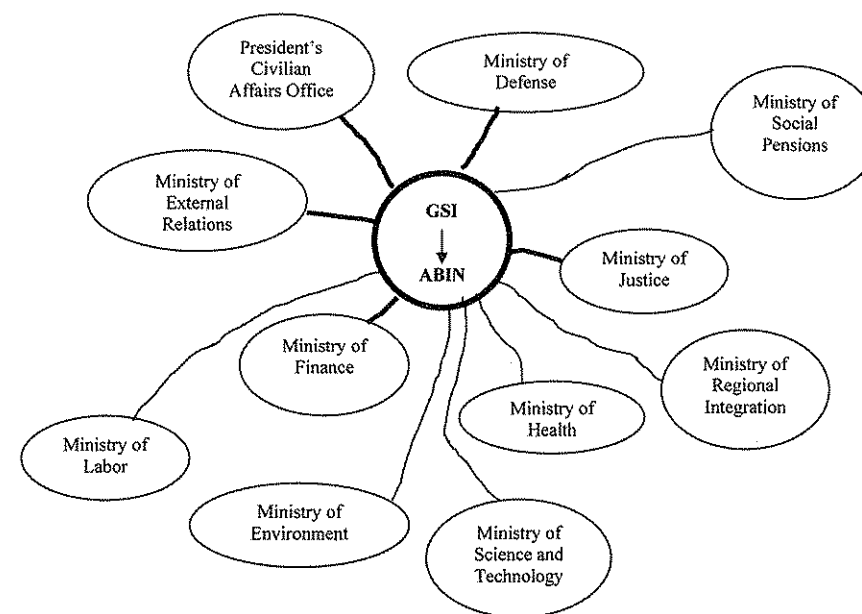 President's
Civilian
Affairs Office
Ministry of
Defense
Ministry of
Social
Pensions
Ministry of
External
Relations
GSI
ABIN
Ministry of
Justice
Ministry of
Finance
Ministry of
Regional
Integration
Ministry of
Health
Ministry of
Labor
Ministry of
Environment
Ministry of
Science and
Technology